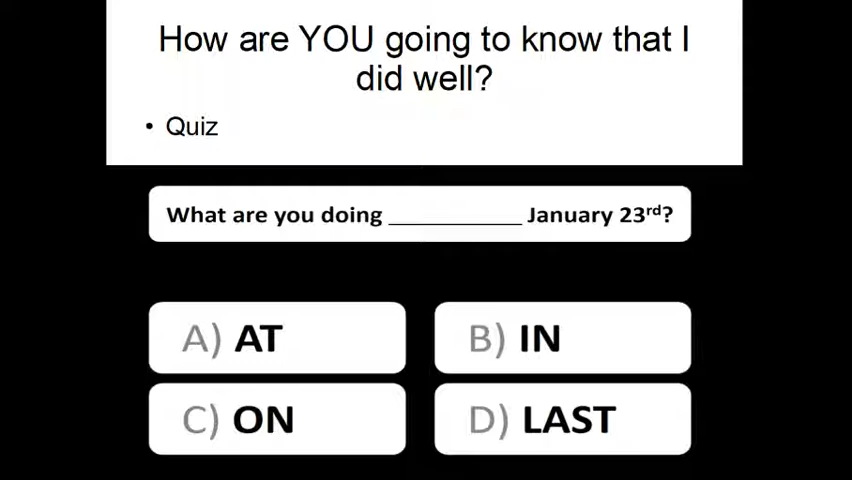 How are YOU going to know that I
did well?
• Quiz
What are you doing ____________ January 23rd?
A) AT
B) IN
C) ON
D) LAST